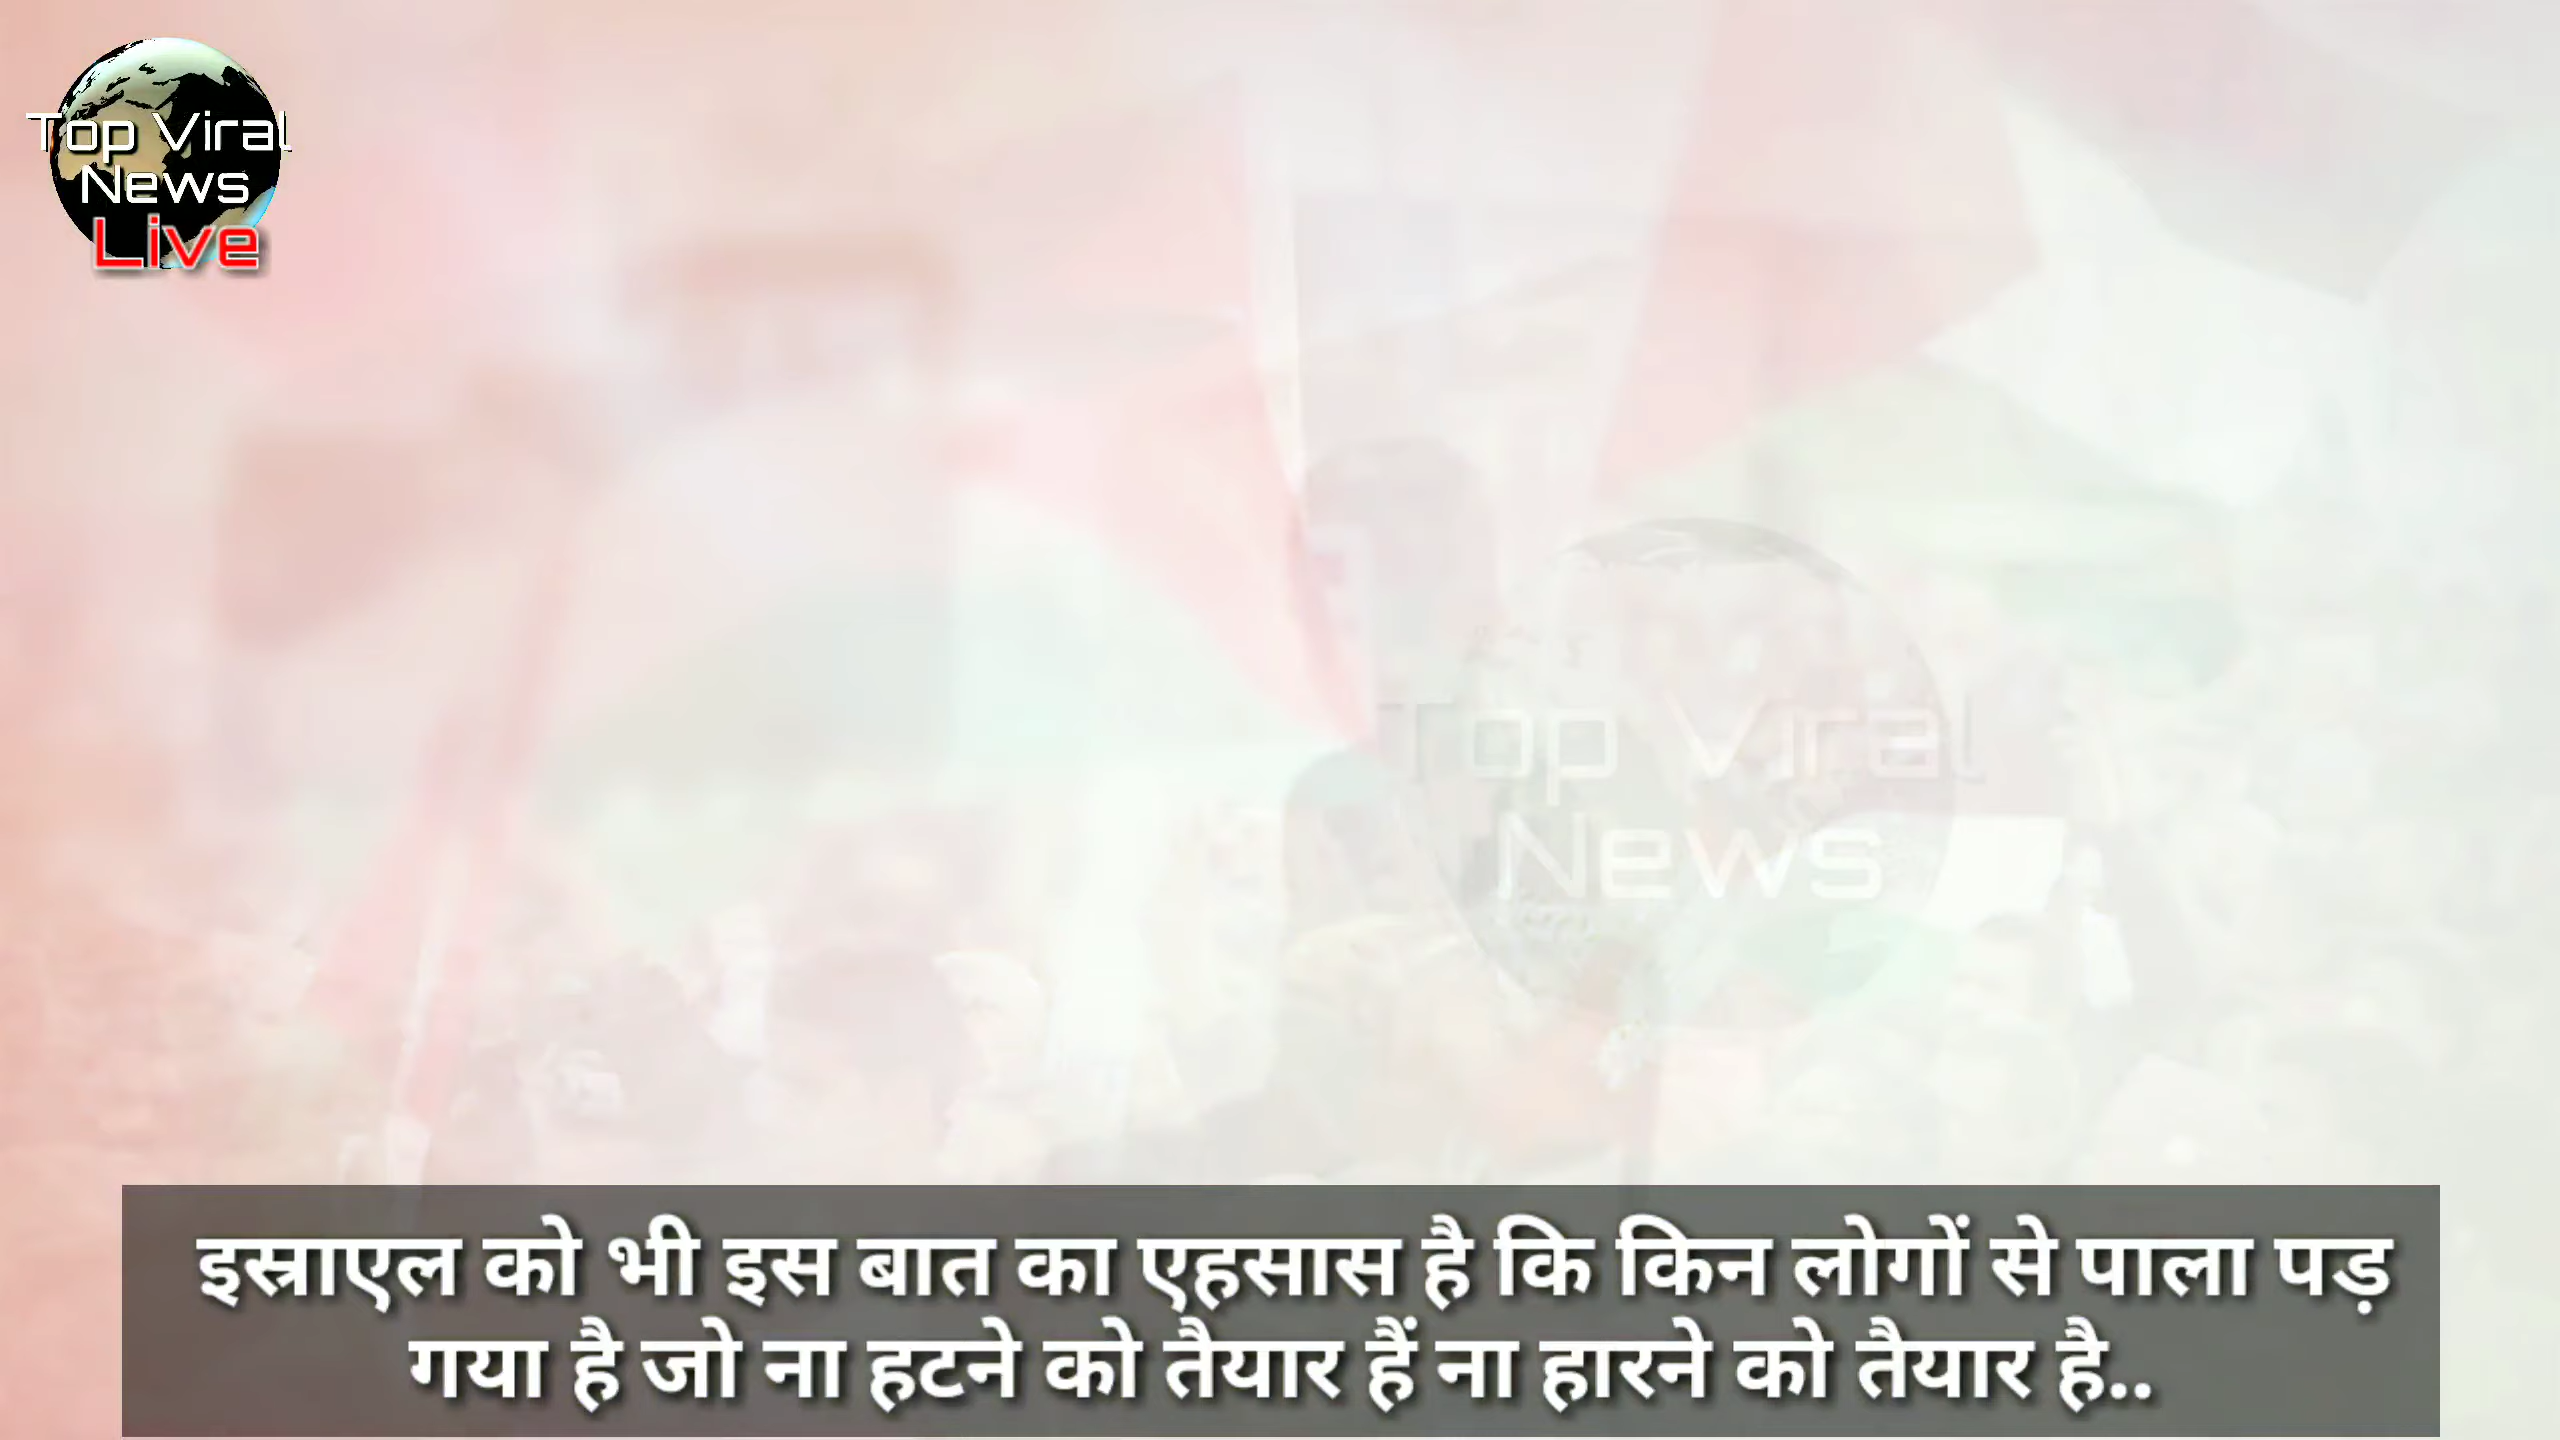 Top Viral
News
Live
Top Viral
News
इस्राएल को भी इस बात का एहसास है कि किन लोगों से पाला पड़
गया है जो ना हटने को तैयार हैं ना हारने को तैयार है..